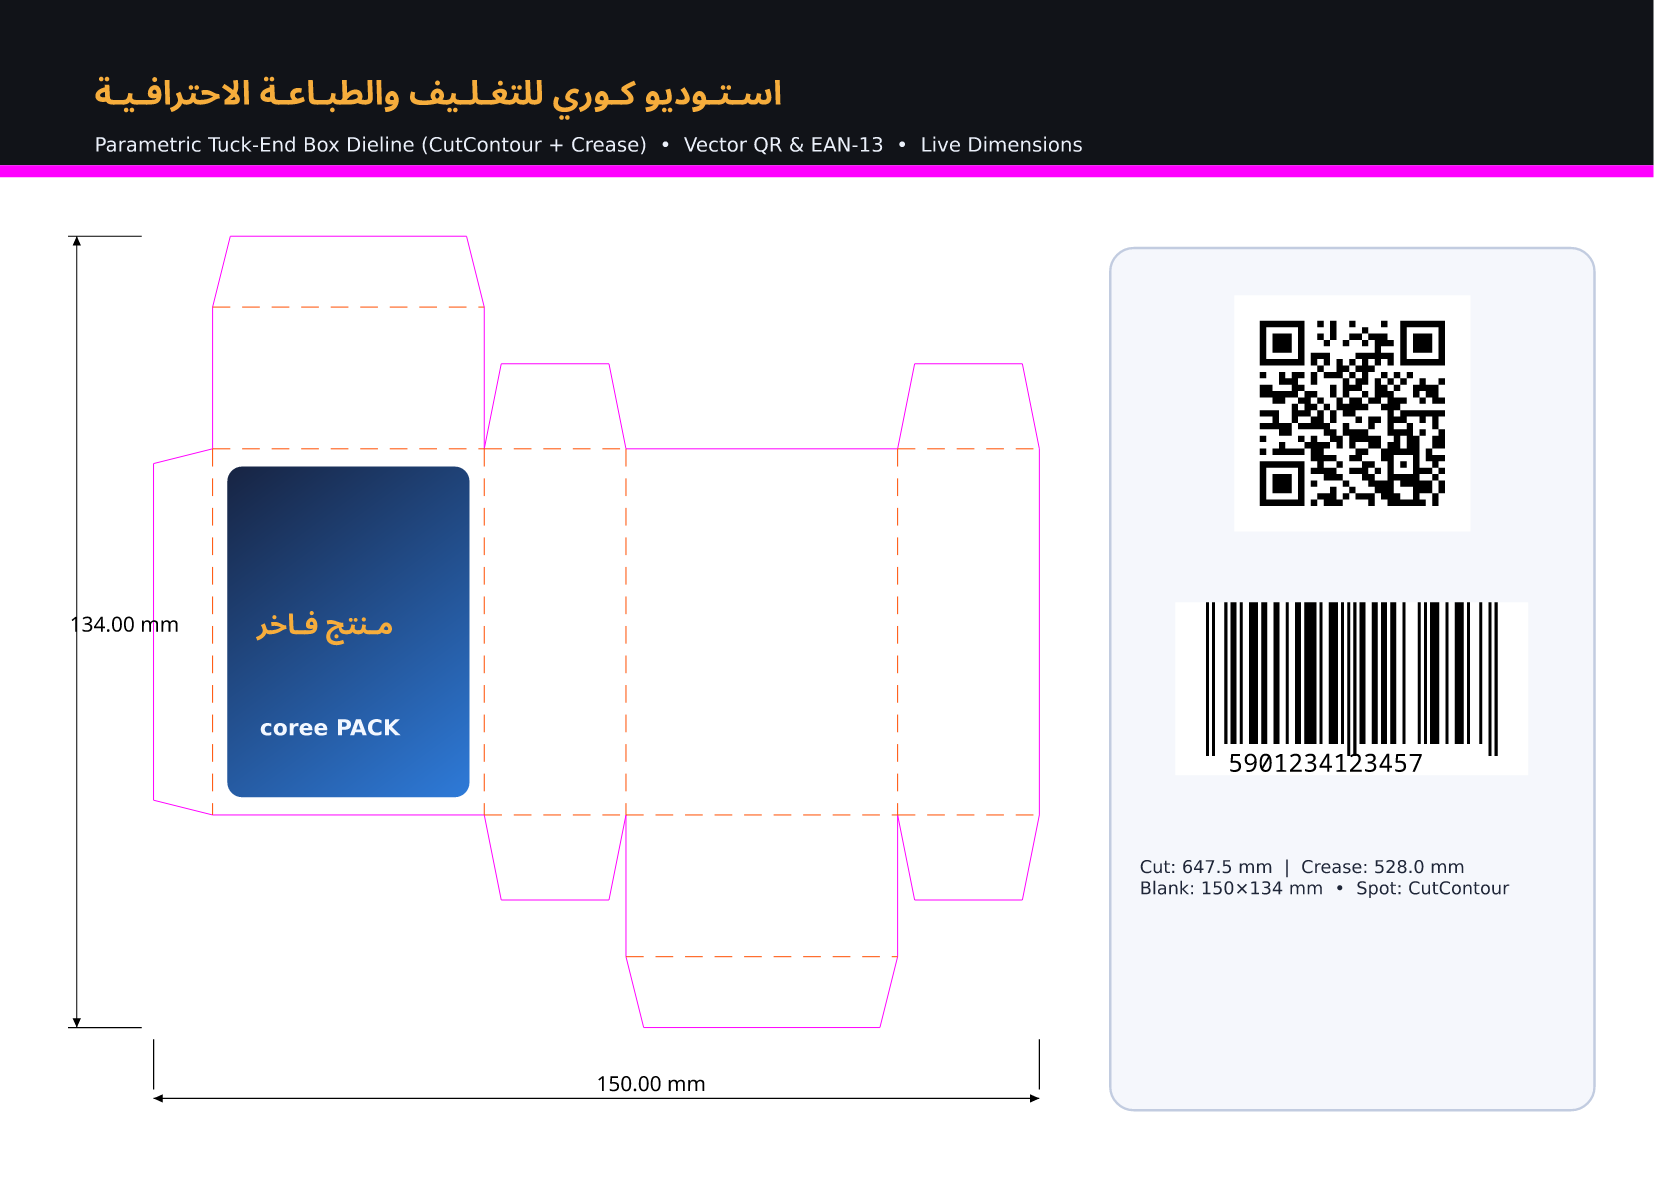 استوديو كوري للتغليف والطباعة الاحترافية
Parametric Tuck-End Box Dieline (CutContour + Crease) • Vector QR & EAN-13 • Live Dimensions
134.00 mm
منتج فاخر
coree PACK
150.00 mm
5901234123457
Cut: 647.5 mm | Crease: 528.0 mm
Blank: 150×134 mm • Spot: CutContour